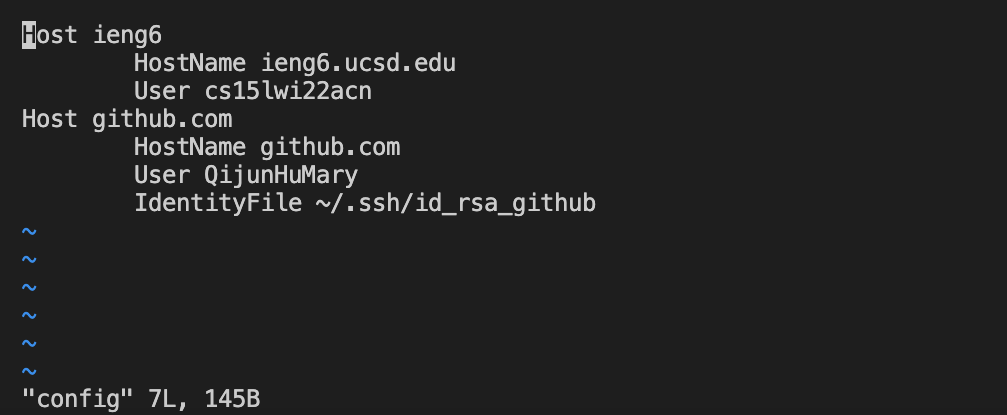 Host ieng6
HostName ieng6.ucsd.edu
User cs15lwi22acn
Host github.com
HostName github.com
User QijunHuMary
IdentityFile ~/.ssh/id_rsa_github
~
~
~
~
~
~
"config" 7L, 145B